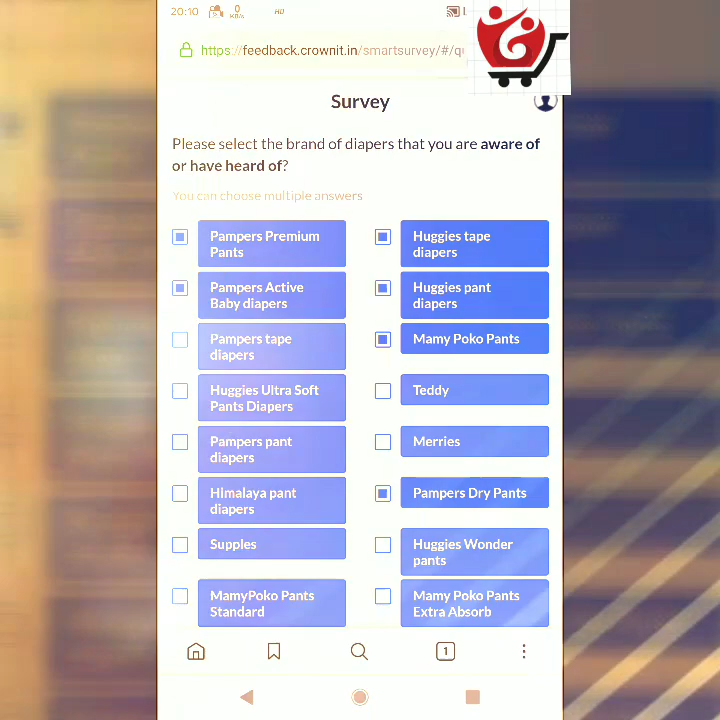 20:10
0
KB/s
HD
https://feedback.crownit.in/smartsurvey/#/q
Survey
Please select the brand of diapers that you are aware of
or have heard of?
You can choose multiple answers
Pampers Premium
Pants
Huggies tape
diapers
Pampers Active
Baby diapers
Huggies pant
diapers
Pampers tape
diapers
Mamy Poko Pants
Huggies Ultra Soft
Pants Diapers
Teddy
Pampers pant
diapers
Merries
Himalaya pant
diapers
Pampers Dry Pants
Supples
Huggies Wonder
pants
MamyPoko Pants
Standard
Mamy Poko Pants
Extra Absorb
1